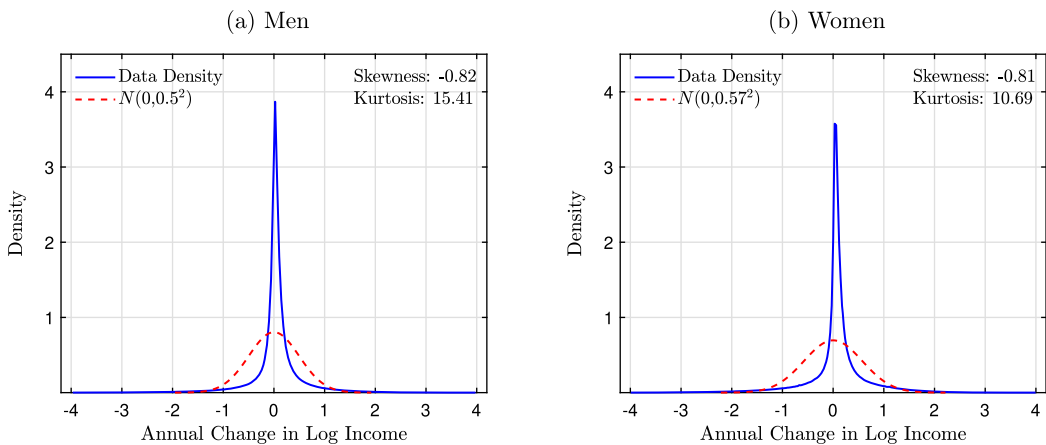 (a) Men
Data Density
N(0,0.5²)
Skewness: -0.82
Kurtosis: 15.41
4
3
2
1
Density
-4 -3 -2 -1 0 1 2 3 4
Annual Change in Log Income
(b) Women
Data Density
N(0,0.57²)
Skewness: -0.81
Kurtosis: 10.69
4
3
2
1
Density
-4 -3 -2 -1 0 1 2 3 4
Annual Change in Log Income